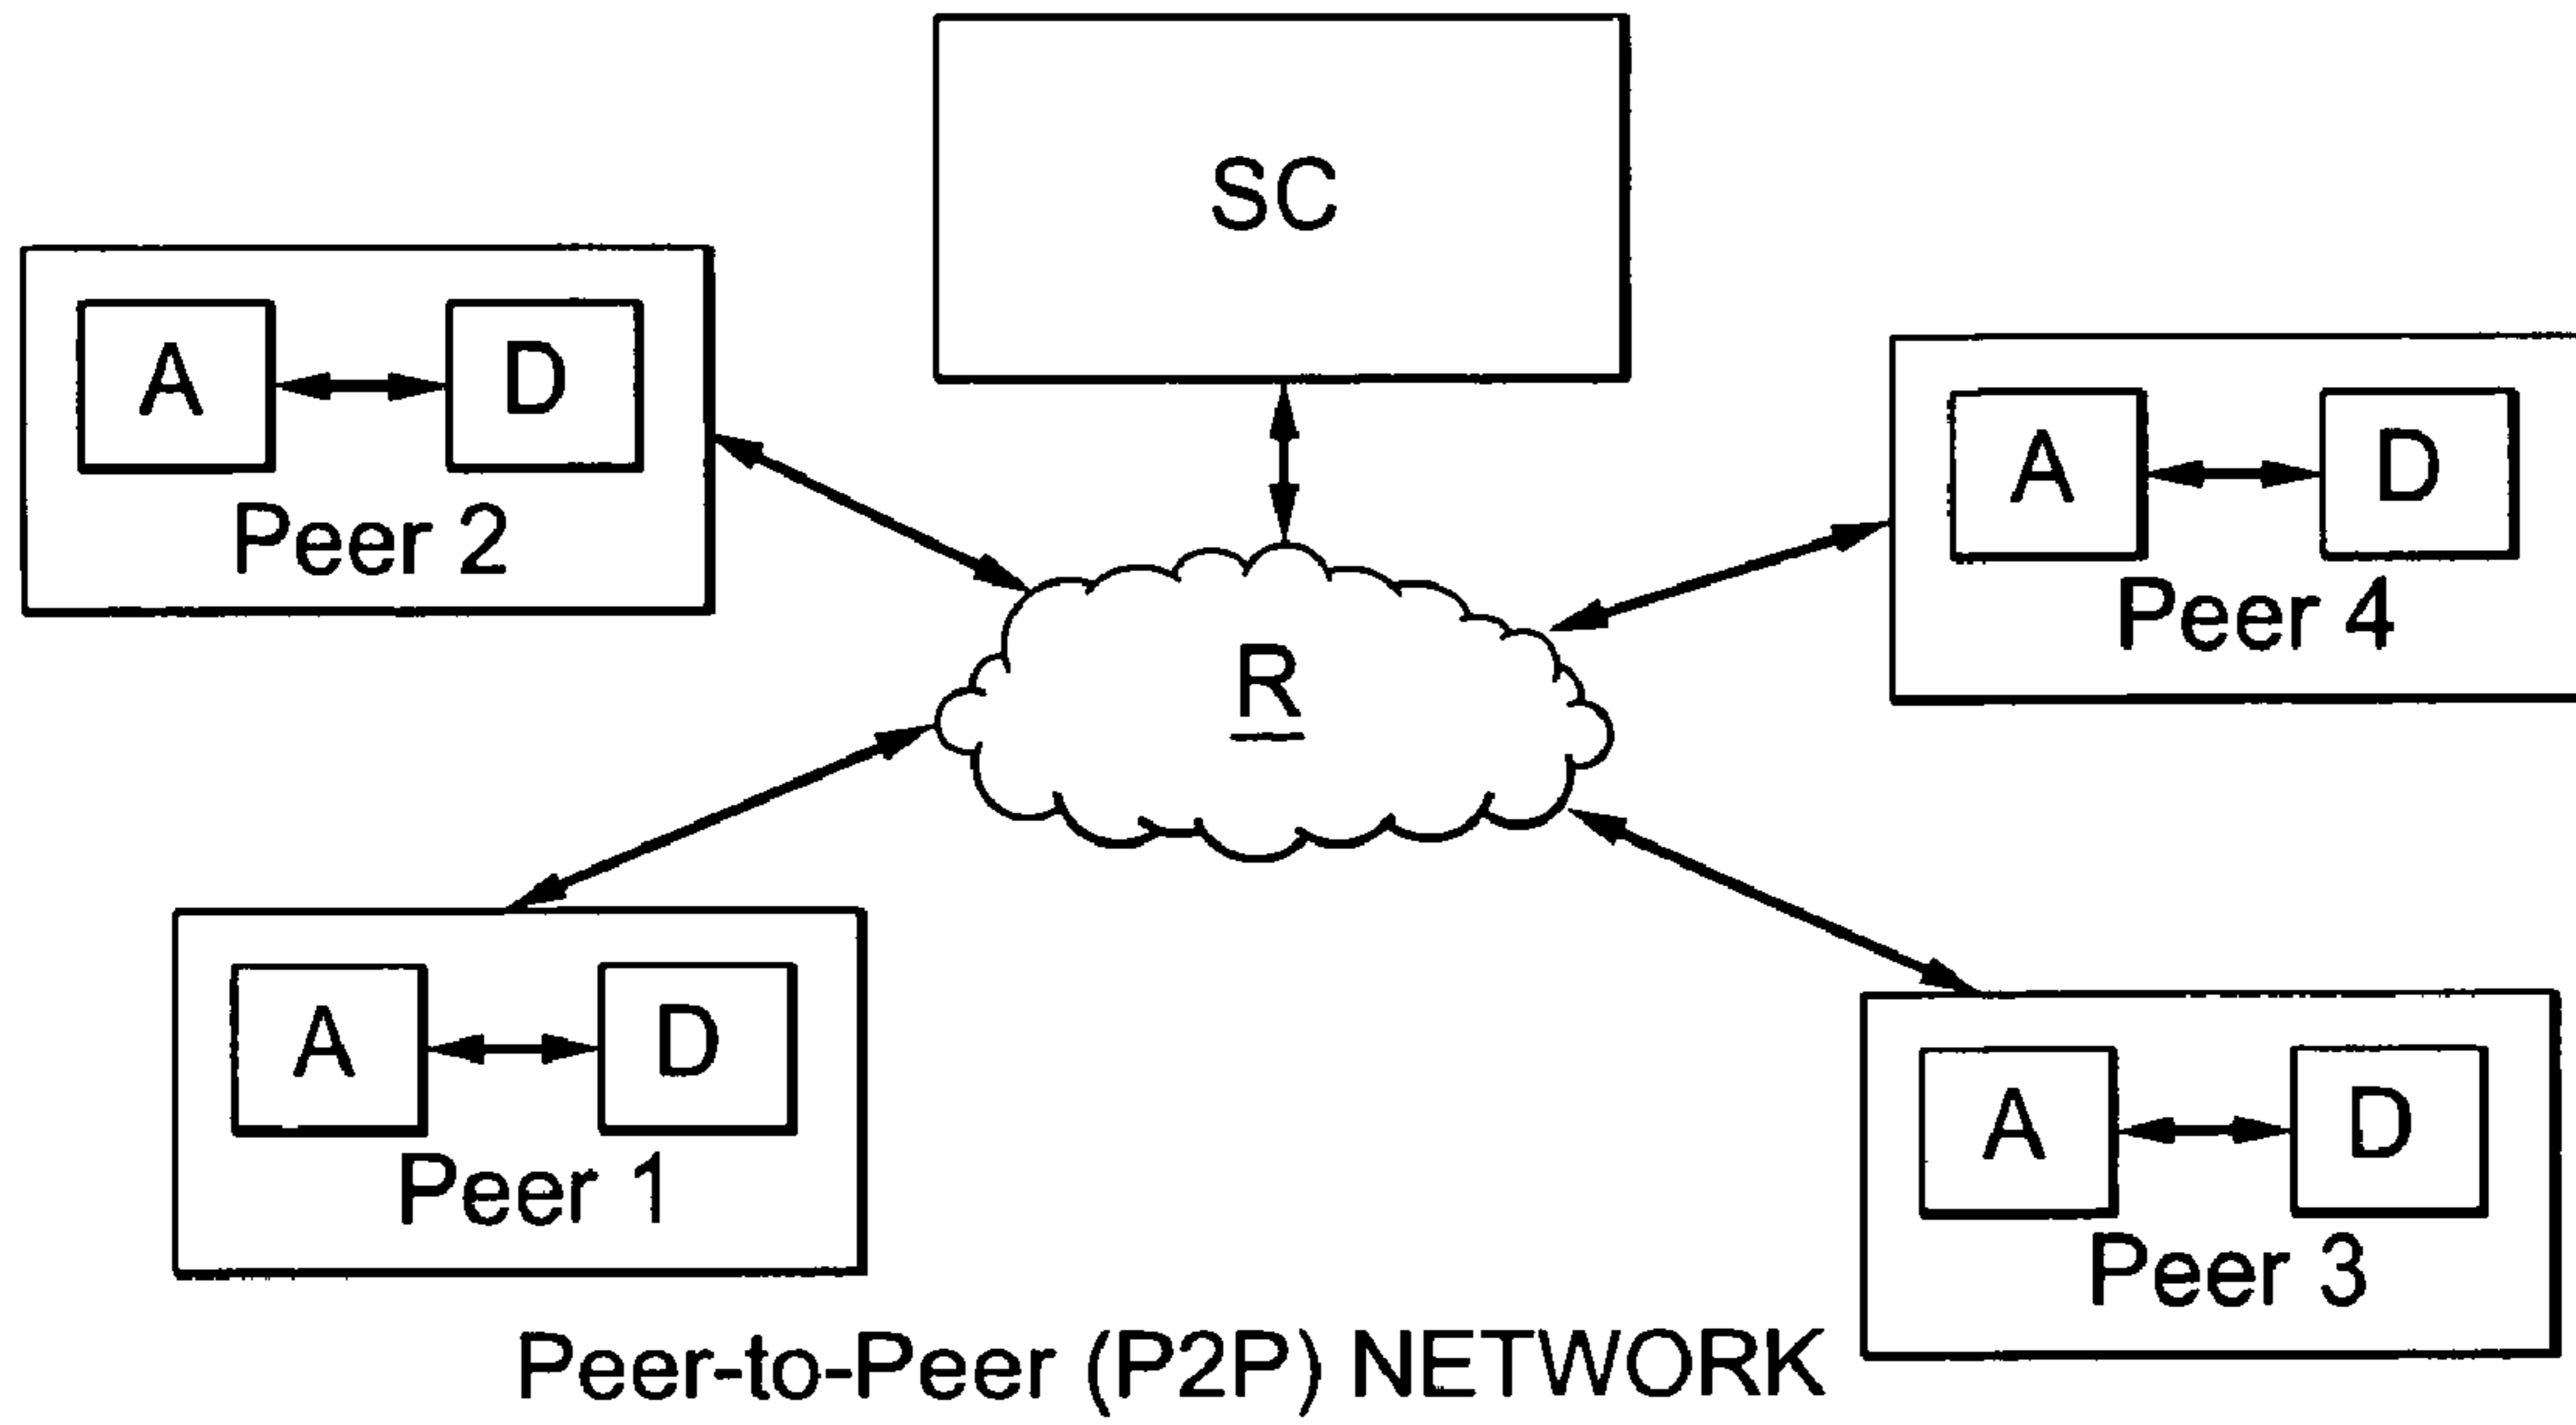 SC
A D
Peer 2
A D
Peer 4
R
A D
Peer 1
A D
Peer 3
Peer-to-Peer (P2P) NETWORK